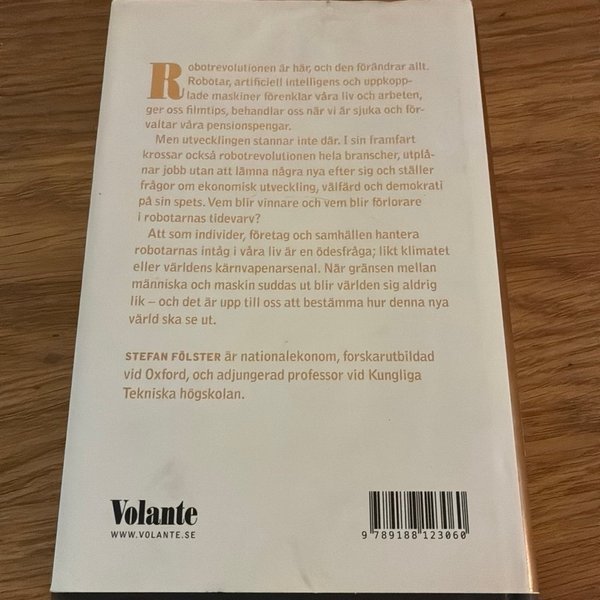 Robotrevolutionen är här, och den förändrar allt.
Robotar, artificiell intelligens och uppkopp-
lade maskiner förenklar våra liv och arbeten,
ger oss filmtips, behandlar oss när vi är sjuka och för-
valtar våra pensionspengar.
Men utvecklingen stannar inte där. I sin framfart
krossar också robotrevolutionen hela branscher, utplå-
nar jobb utan att lämna några nya efter sig och ställer
frågor om ekonomisk utveckling, välfärd och demokrati
på sin spets. Vem blir vinnare och vem blir förlorare
i robotarnas tidevarv?
Att som individer, företag och samhällen hantera
robotarnas intåg i våra liv är en ödesfråga; likt klimatet
eller världens kärnvapenarsenal. När gränsen mellan
människa och maskin suddas ut blir världen sig aldrig
lik – och det är upp till oss att bestämma hur denna nya
värld ska se ut.
STEFAN FÖLSTER är nationalekonom, forskarutbildad
vid Oxford, och adjungerad professor vid Kungliga
Tekniska högskolan.
Volante
WWW.VOLANTE.SE
9 789188 123060